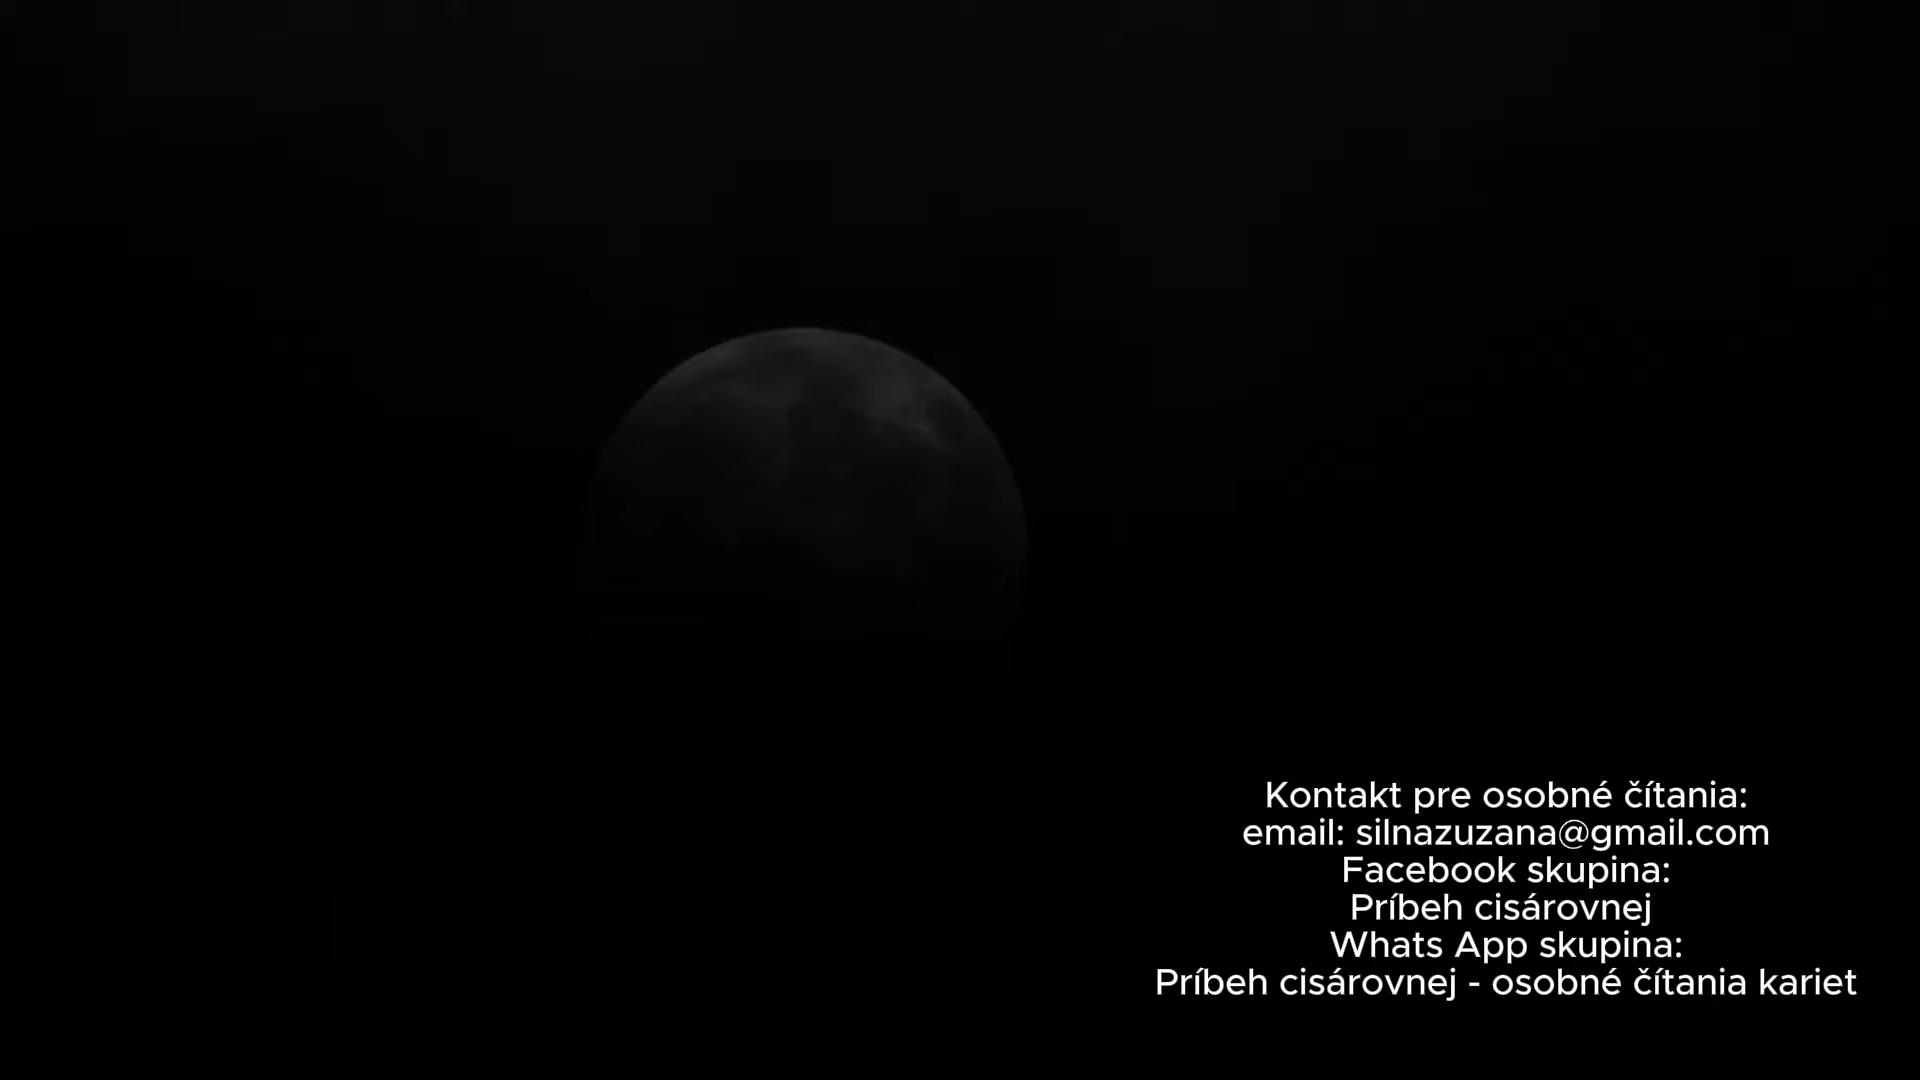 Kontakt pre osobné čítania:
email: silnazuzana@gmail.com
Facebook skupina:
Príbeh cisárovnej
Whats App skupina:
Príbeh cisárovnej - osobné čítania kariet